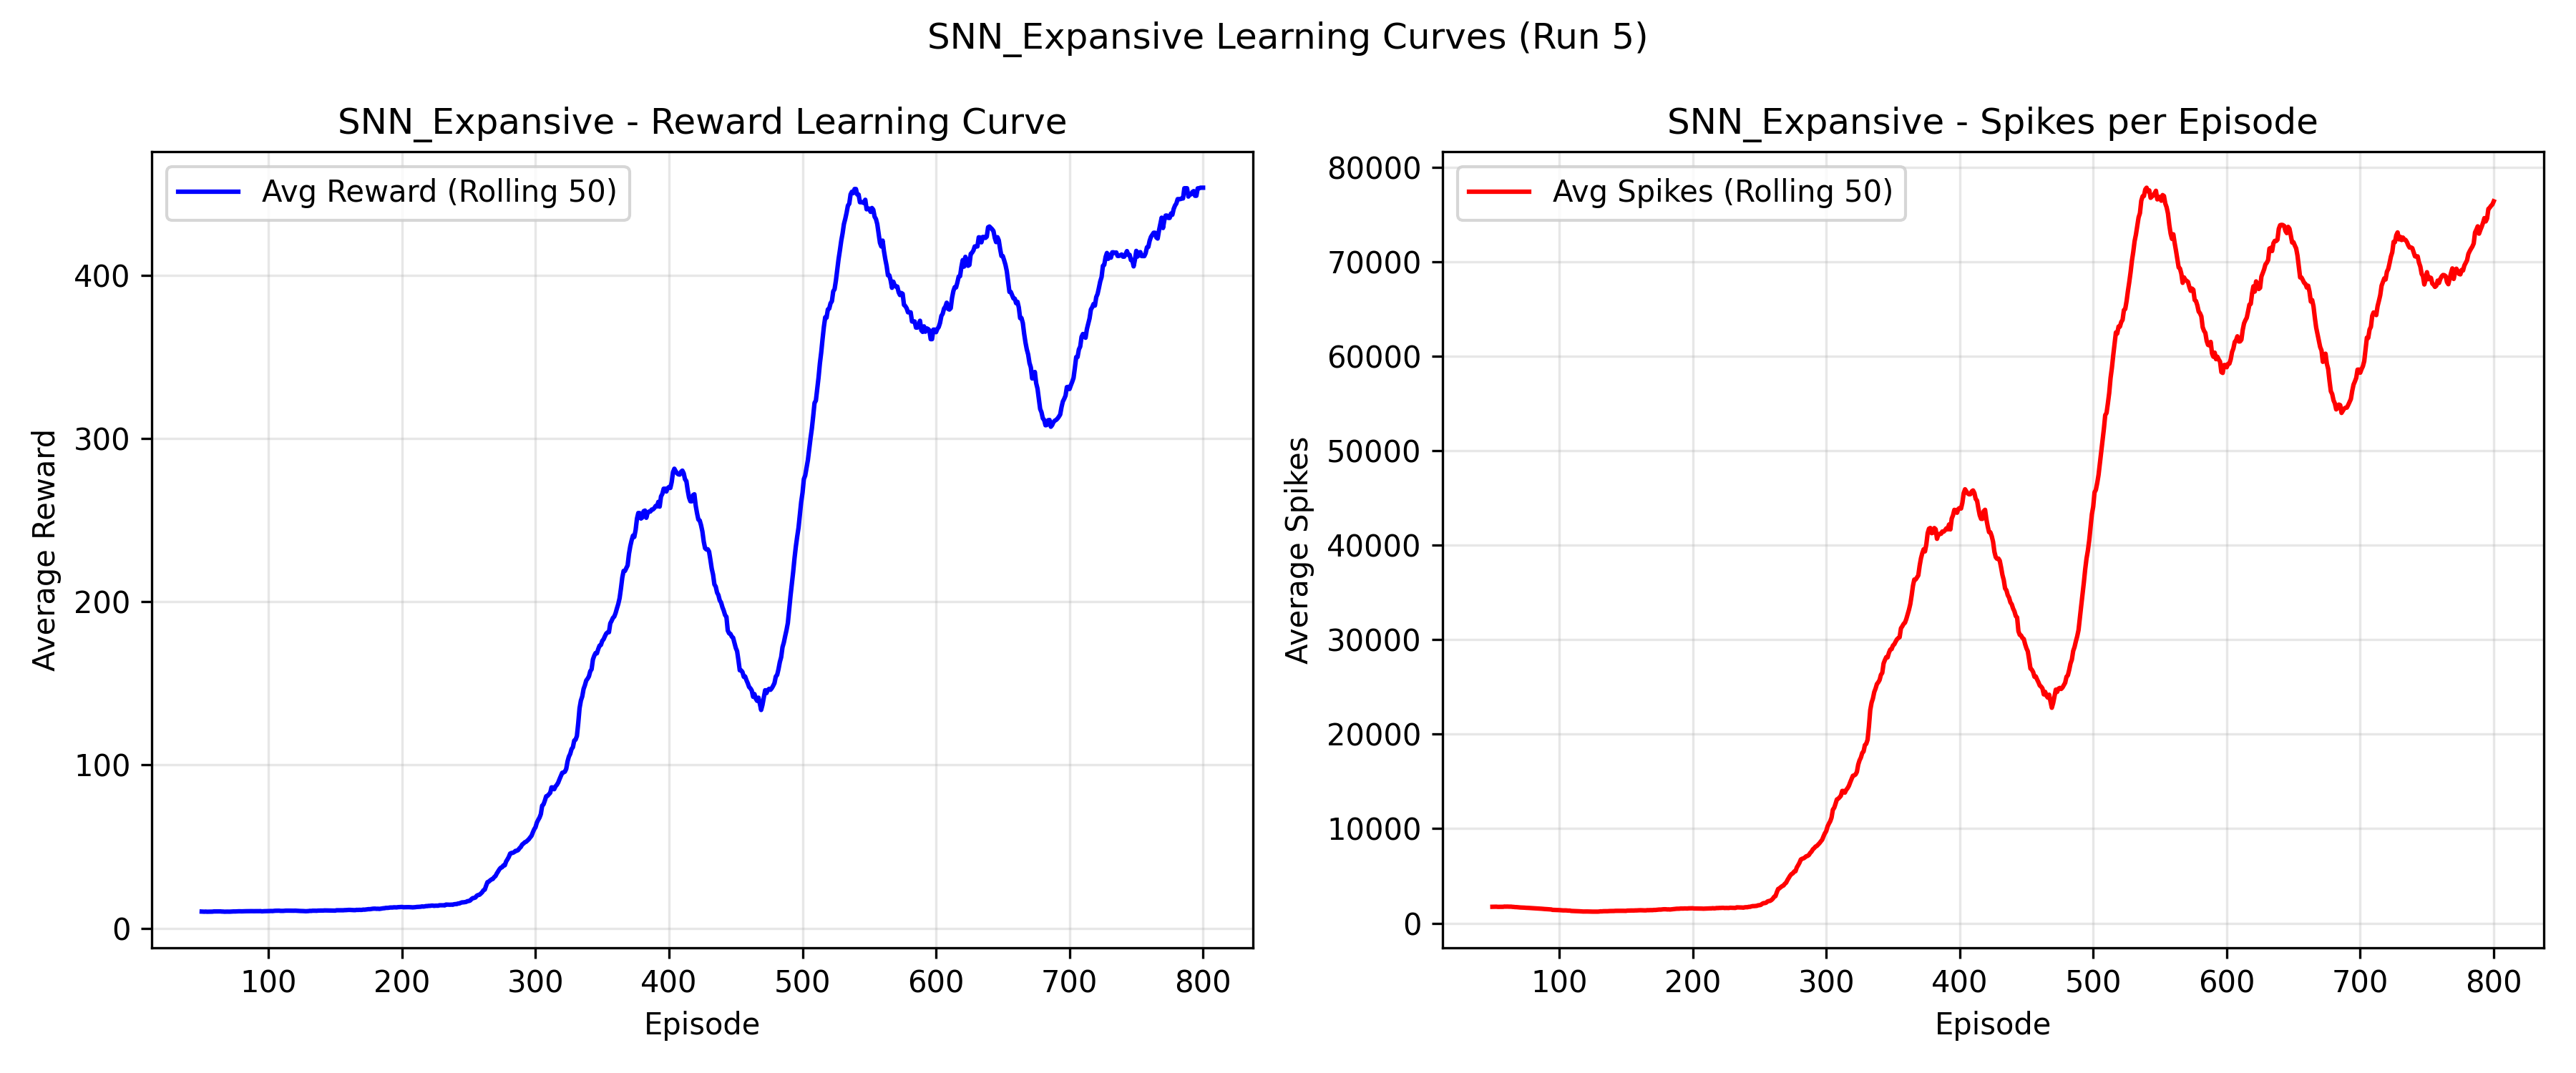 SNN_Expansive Learning Curves (Run 5)
SNN_Expansive - Reward Learning Curve
Avg Reward (Rolling 50)
Average Reward
400
300
200
100
0
100 200 300 400 500 600 700 800
Episode
SNN_Expansive - Spikes per Episode
Avg Spikes (Rolling 50)
Average Spikes
80000
70000
60000
50000
40000
30000
20000
10000
0
100 200 300 400 500 600 700 800
Episode